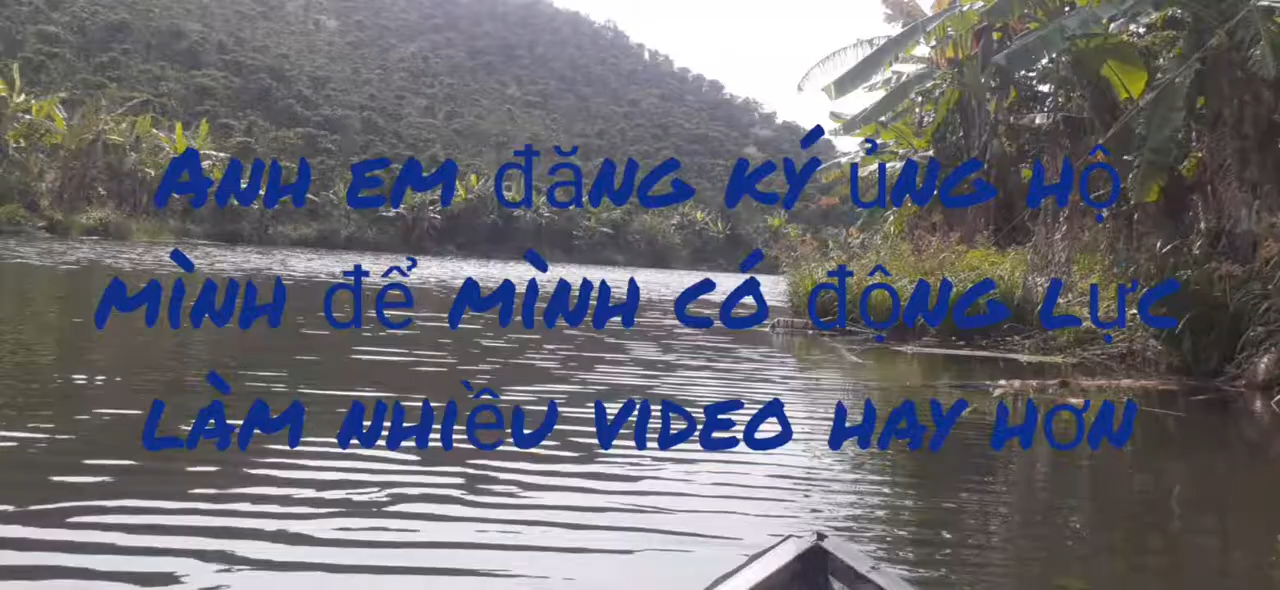 Anh em đăng ký ủng hộ
mình để mình có động lực
làm nhiều video hay hơn